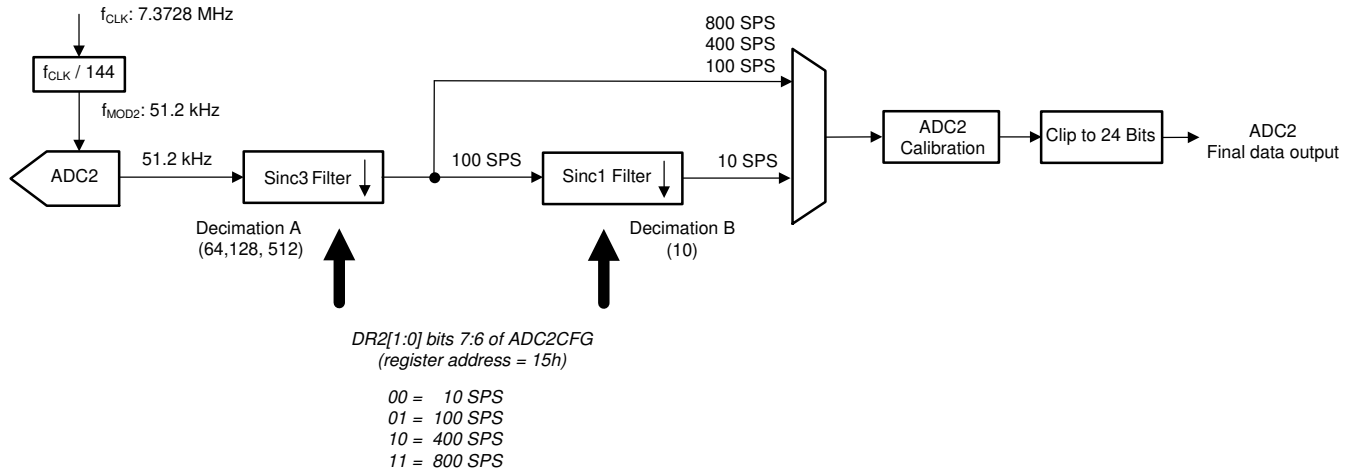 fCLK: 7.3728 MHz
fCLK / 144
fMOD2: 51.2 kHz
ADC2
51.2 kHz
Sinc3 Filter
Decimation A
(64,128, 512)
100 SPS
Sinc1 Filter
Decimation B
(10)
800 SPS
400 SPS
100 SPS
10 SPS
ADC2
Calibration
Clip to 24 Bits
ADC2
Final data output
DR2[1:0] bits 7:6 of ADC2CFG
(register address = 15h)
00 = 10 SPS
01 = 100 SPS
10 = 400 SPS
11 = 800 SPS